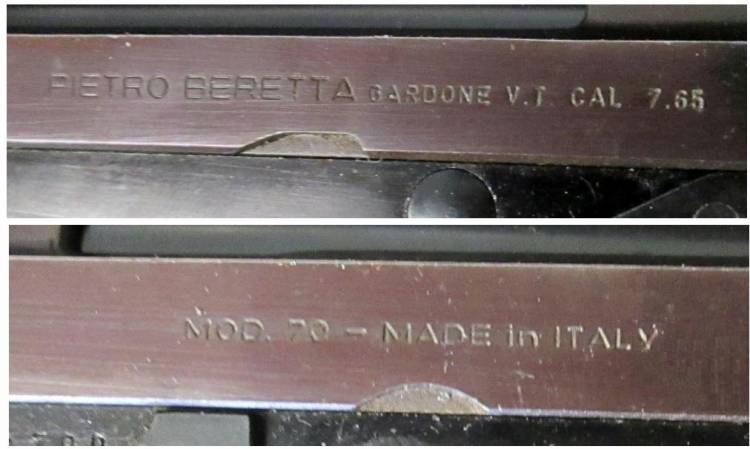 PIETRO BERETTA GARDONE V.T. CAL 7.65
MOD. 70 - MADE in ITALY